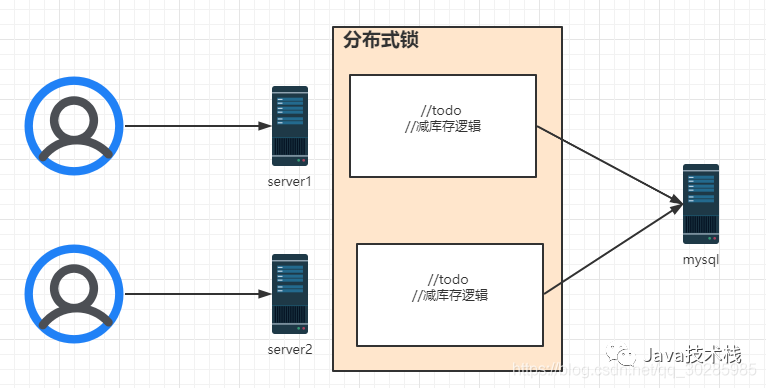 分布式锁
//todo
//减库存逻辑
server1
mysql
//todo
//减库存逻辑
server2
Java技术栈
https://blog.csdn.net/qq_30285985